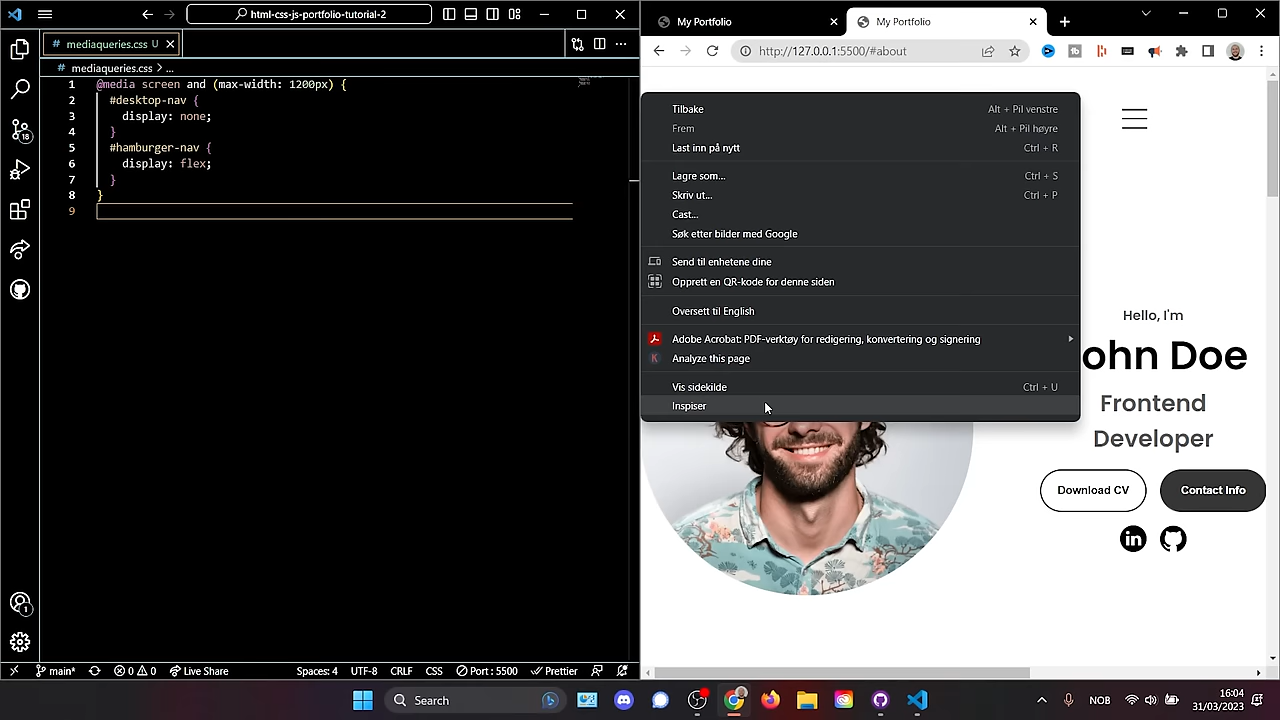 html-css-js-portfolio-tutorial-2
mediaqueries.css U
mediaqueries.css > ...
1 @media screen and (max-width: 1200px) {
2 #desktop-nav {
3 display: none;
4 }
5 #hamburger-nav {
6 display: flex;
7 }
8 }
9
18
1
main*
0 0
Live Share
Spaces: 4
UTF-8
CRLF
CSS
Port : 5500
Prettier
My Portfolio
My Portfolio
http://127.0.0.1:5500/#about
Tilbake Alt + Pil venstre
Frem Alt + Pil høyre
Last inn på nytt Ctrl + R
Lagre som... Ctrl + S
Skriv ut... Ctrl + P
Cast...
Søk etter bilder med Google
Send til enhetene dine
Opprett en QR-kode for denne siden
Oversett til English
Adobe Acrobat: PDF-verktøy for redigering, konvertering og signering
Analyze this page
Vis sidekilde Ctrl + U
Inspiser
Hello, I'm
ohn Doe
Frontend
Developer
Download CV
Contact Info
Search
NOB
16:04
31/03/2023